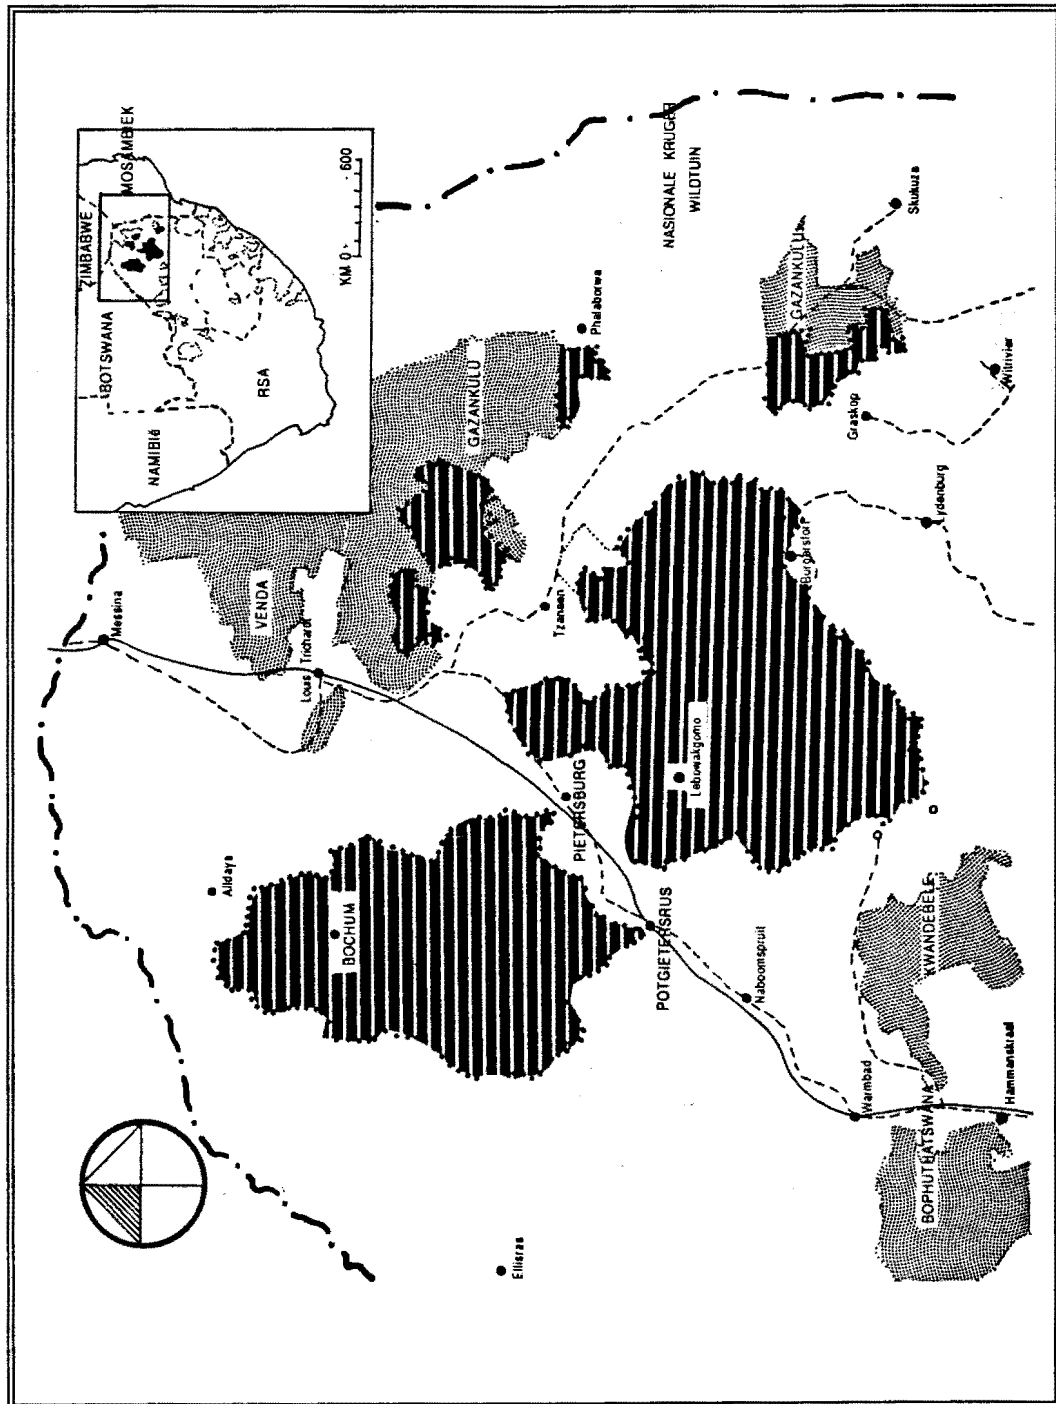 ZIMBABWE
MOSAMBIEK
BOTSWANA
NAMIBIë
RSA
KM 0 600
Messina
VENDA
Louis Trichardt
GAZANKULU
Alldays
BOCHUM
Ellisras
Phalaborwa
NASIONALE KRUGER
WILDTUIN
Tzaneen
PIETERSBURG
Lebowakgomo
POTGIETERSRUS
Naboomspruit
Burgersfort
GAZANKULU
Skukuza
Graskop
Witrivier
Lydenburg
Warmbad
KWANDEBELE
BOPHUTHATSWANA
Hammanskraal